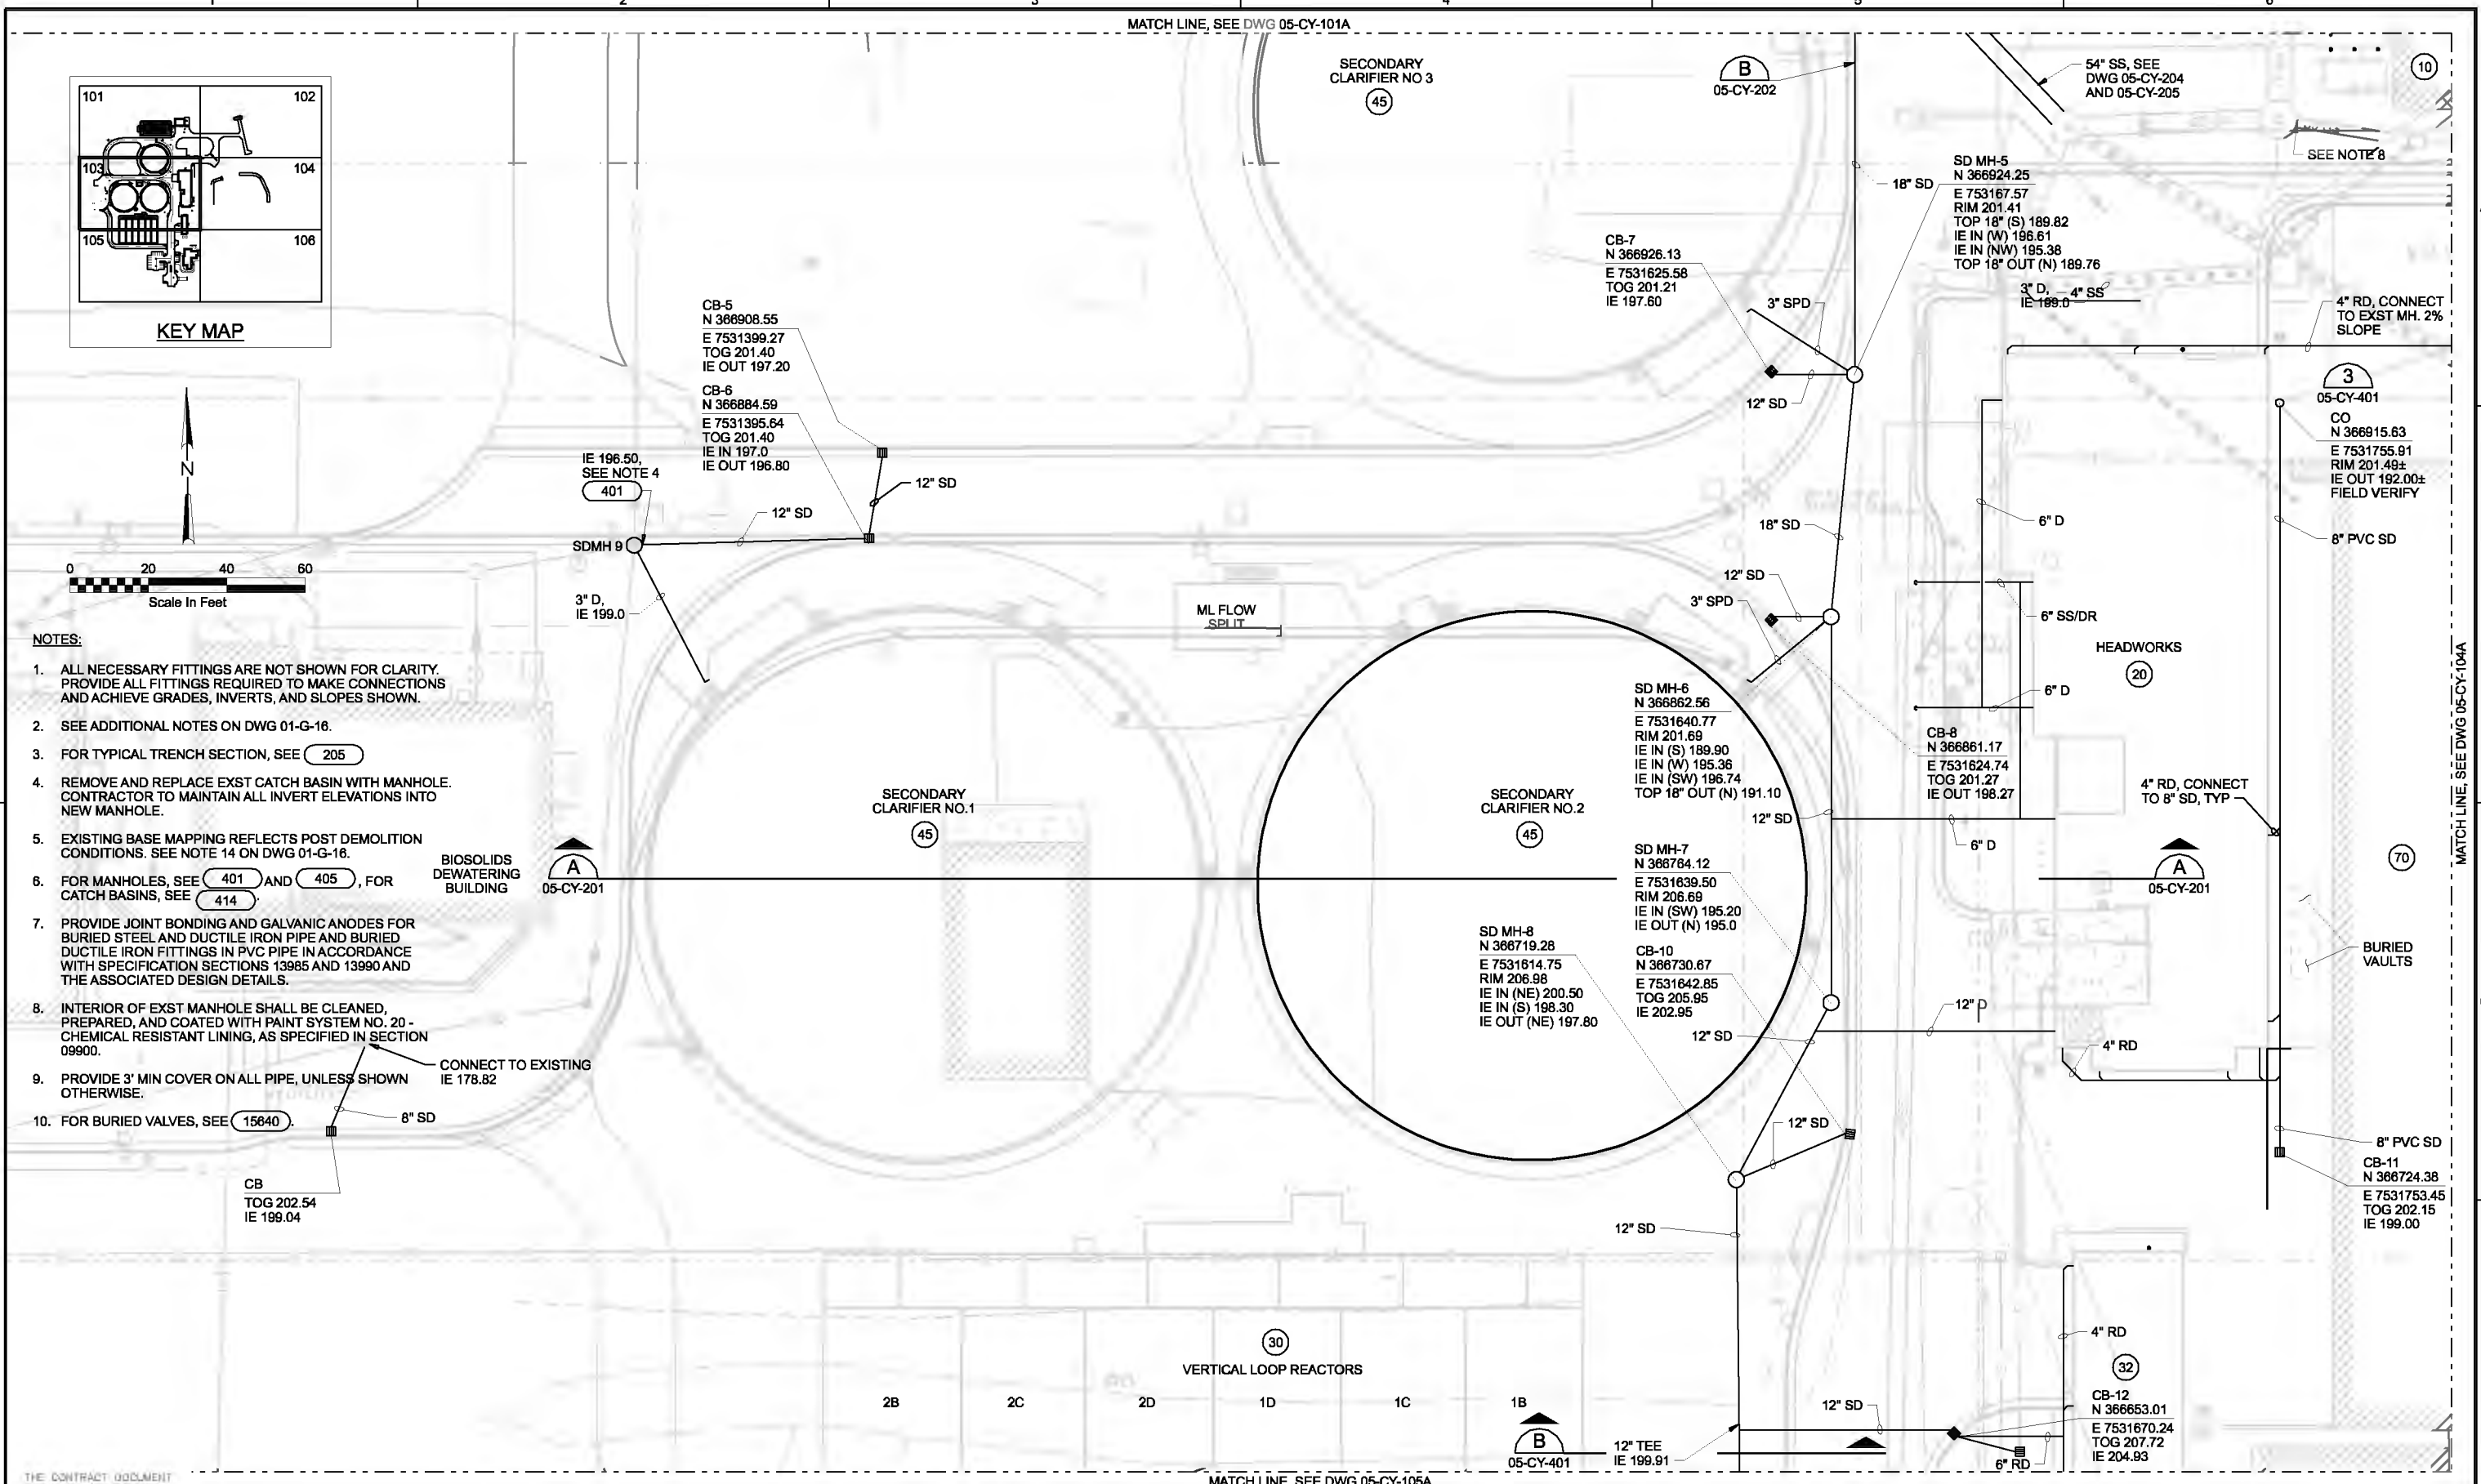 1
2
3
4
5
6
MATCH LINE, SEE DWG 05-CY-101A
101
102
103
104
105
106
KEY MAP
N
0
20
40
60
Scale In Feet
NOTES:
1. ALL NECESSARY FITTINGS ARE NOT SHOWN FOR CLARITY.
PROVIDE ALL FITTINGS REQUIRED TO MAKE CONNECTIONS
AND ACHIEVE GRADES, INVERTS, AND SLOPES SHOWN.
2. SEE ADDITIONAL NOTES ON DWG 01-G-16.
3. FOR TYPICAL TRENCH SECTION, SEE 205
4. REMOVE AND REPLACE EXST CATCH BASIN WITH MANHOLE.
CONTRACTOR TO MAINTAIN ALL INVERT ELEVATIONS INTO
NEW MANHOLE.
5. EXISTING BASE MAPPING REFLECTS POST DEMOLITION
CONDITIONS. SEE NOTE 14 ON DWG 01-G-16.
6. FOR MANHOLES, SEE 401 AND 405, FOR
CATCH BASINS, SEE 414.
7. PROVIDE JOINT BONDING AND GALVANIC ANODES FOR
BURIED STEEL AND DUCTILE IRON PIPE AND BURIED
DUCTILE IRON FITTINGS IN PVC PIPE IN ACCORDANCE
WITH SPECIFICATION SECTIONS 13985 AND 13990 AND
THE ASSOCIATED DESIGN DETAILS.
8. INTERIOR OF EXST MANHOLE SHALL BE CLEANED,
PREPARED, AND COATED WITH PAINT SYSTEM NO. 20 -
CHEMICAL RESISTANT LINING, AS SPECIFIED IN SECTION
09900.
9. PROVIDE 3' MIN COVER ON ALL PIPE, UNLESS SHOWN
OTHERWISE.
10. FOR BURIED VALVES, SEE 15640.
CONNECT TO EXISTING
IE 178.82
8" SD
CB
TOG 202.54
IE 199.04
BIOSOLIDS
DEWATERING
BUILDING
A
05-CY-201
IE 196.50,
SEE NOTE 4
401
SDMH 9
3" D,
IE 199.0
12" SD
CB-5
N 366908.55
E 7531399.27
TOG 201.40
IE OUT 197.20
CB-6
N 366884.59
E 7531395.64
TOG 201.40
IE IN 197.0
IE OUT 196.80
12" SD
SECONDARY
CLARIFIER NO 3
45
ML FLOW
SPLIT
SECONDARY
CLARIFIER NO.1
45
SECONDARY
CLARIFIER NO.2
45
B
05-CY-202
54" SS, SEE
DWG 05-CY-204
AND 05-CY-205
10
SEE NOTE 8
18" SD
SD MH-5
N 366924.25
E 753167.57
RIM 201.41
TOP 18" (S) 189.82
IE IN (W) 196.61
IE IN (NW) 195.38
TOP 18" OUT (N) 189.76
CB-7
N 366926.13
E 7531625.58
TOG 201.21
IE 197.60
3" SPD
12" SD
3" D,
IE 199.0
4" SS
4" RD, CONNECT
TO EXST MH. 2%
SLOPE
3
05-CY-401
CO
N 366915.63
E 7531755.91
RIM 201.49±
IE OUT 192.00±
FIELD VERIFY
8" PVC SD
18" SD
12" SD
3" SPD
6" D
6" SS/DR
HEADWORKS
20
6" D
SD MH-6
N 366862.56
E 7531640.77
RIM 201.69
IE IN (S) 189.90
IE IN (W) 195.36
IE IN (SW) 196.74
TOP 18" OUT (N) 191.10
12" SD
CB-8
N 366861.17
E 7531624.74
TOG 201.27
IE OUT 198.27
6" D
4" RD, CONNECT
TO 8" SD, TYP
A
05-CY-201
70
MATCH LINE, SEE DWG 05-CY-104A
SD MH-7
N 366764.12
E 7531639.50
RIM 206.69
IE IN (SW) 195.20
IE OUT (N) 195.0
SD MH-8
N 366719.28
E 7531614.75
RIM 206.98
IE IN (NE) 200.50
IE IN (S) 198.30
IE OUT (NE) 197.80
CB-10
N 366730.67
E 7531642.85
TOG 205.95
IE 202.95
12" SD
12" SD
12" D
4" RD
BURIED
VAULTS
8" PVC SD
CB-11
N 366724.38
E 7531753.45
TOG 202.15
IE 199.00
12" SD
30
VERTICAL LOOP REACTORS
2B
2C
2D
1D
1C
1B
B
05-CY-401
12" TEE
IE 199.91
12" SD
4" RD
32
CB-12
N 366653.01
E 7531670.24
TOG 207.72
IE 204.93
6" RD
THE CONTRACT DOCUMENT
MATCH LINE, SEE DWG 05-CY-105A